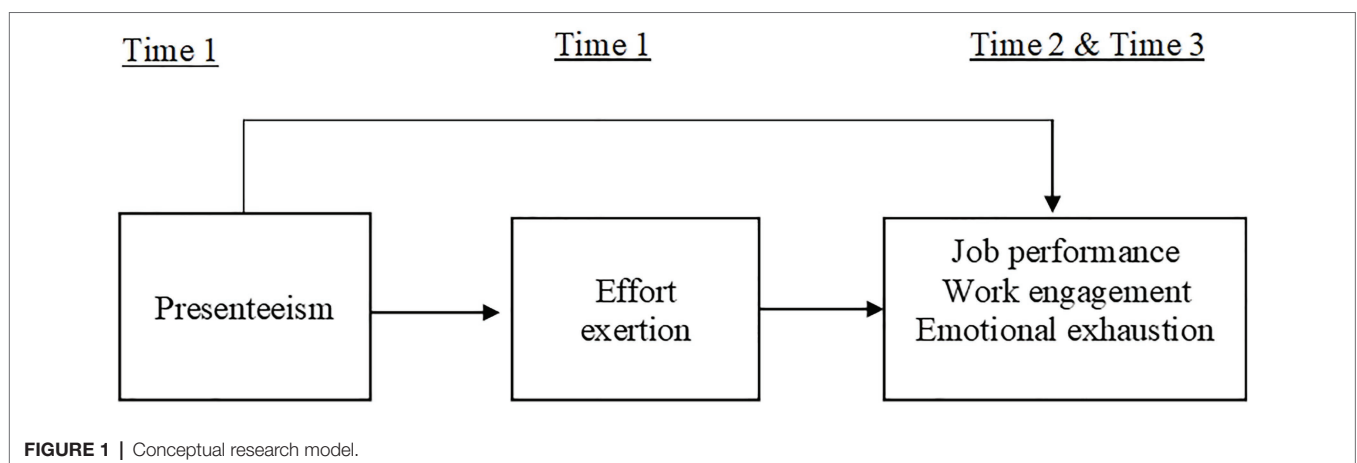 Time 1
Time 1
Time 2 & Time 3
Presenteeism
Effort
exertion
Job performance
Work engagement
Emotional exhaustion
FIGURE 1 | Conceptual research model.